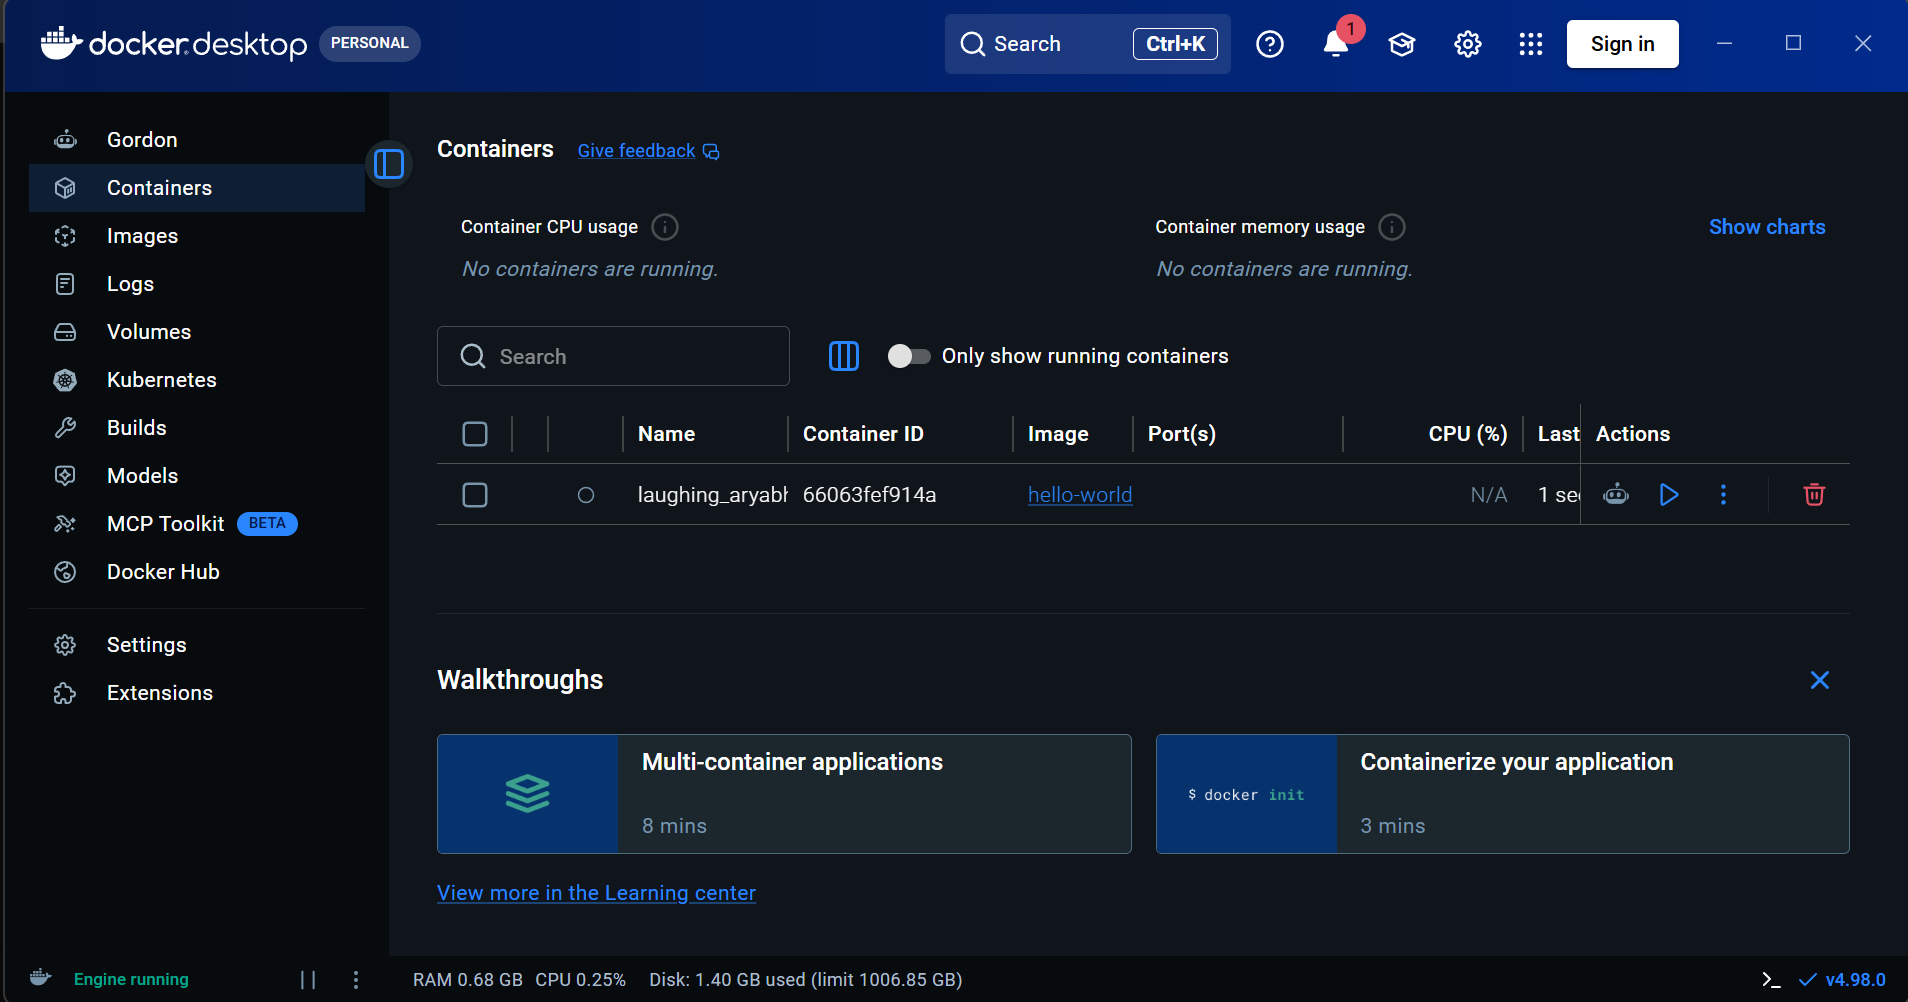 docker.desktop PERSONAL Search Ctrl+K 1 Sign in
Gordon
Containers
Images
Logs
Volumes
Kubernetes
Builds
Models
MCP Toolkit BETA
Docker Hub
Settings
Extensions
Containers Give feedback
Container CPU usage
No containers are running.
Container memory usage
No containers are running.
Show charts
Search
Only show running containers
Name Container ID Image Port(s) CPU (%) Last Actions
laughing_aryabh 66063fef914a hello-world N/A 1 sec
Walkthroughs
Multi-container applications
8 mins
$ docker init
Containerize your application
3 mins
View more in the Learning center
Engine running RAM 0.68 GB CPU 0.25% Disk: 1.40 GB used (limit 1006.85 GB) >_ v4.98.0